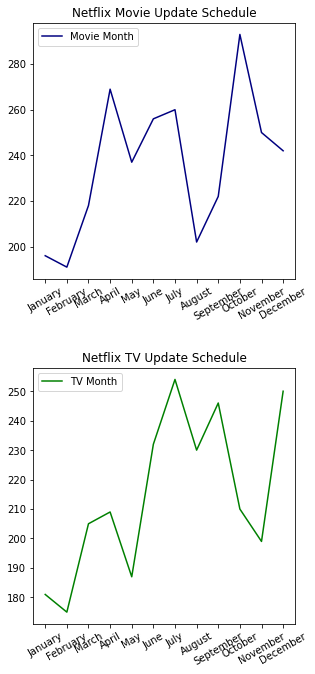 Netflix Movie Update Schedule
Movie Month
280
260
240
220
200
January
February
March
April
May
June
July
August
September
October
November
December
Netflix TV Update Schedule
TV Month
250
240
230
220
210
200
190
180
January
February
March
April
May
June
July
August
September
October
November
December